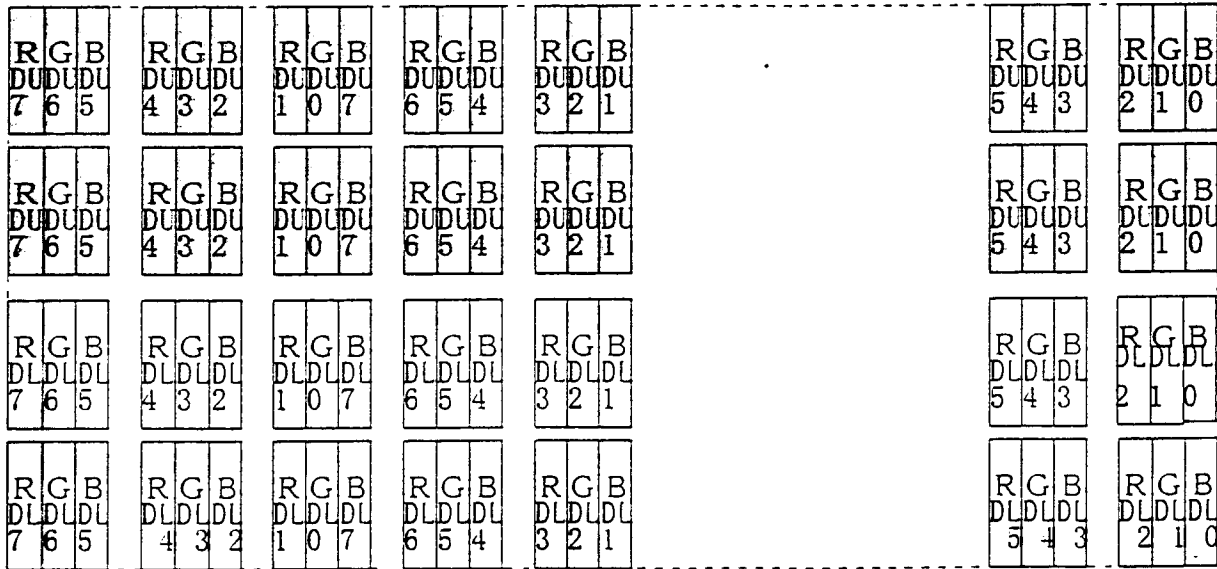 R G B R G B R G B R G B R G B R G B R G B
DU DU DU DU DU DU DU DU DU DU DU DU DU DU DU DU DU DU DU DU DU
7 6 5 4 3 2 1 0 7 6 5 4 3 2 1 5 4 3 2 1 0
R G B R G B R G B R G B R G B R G B R G B
DU DU DU DU DU DU DU DU DU DU DU DU DU DU DU DU DU DU DU DU DU
7 6 5 4 3 2 1 0 7 6 5 4 3 2 1 5 4 3 2 1 0
R G B R G B R G B R G B R G B R G B R G B
DL DL DL DL DL DL DL DL DL DL DL DL DL DL DL DL DL DL DL DL DL
7 6 5 4 3 2 1 0 7 6 5 4 3 2 1 5 4 3 2 1 0
R G B R G B R G B R G B R G B R G B R G B
DL DL DL DL DL DL DL DL DL DL DL DL DL DL DL DL DL DL DL DL DL
7 6 5 4 3 2 1 0 7 6 5 4 3 2 1 5 4 3 2 1 0